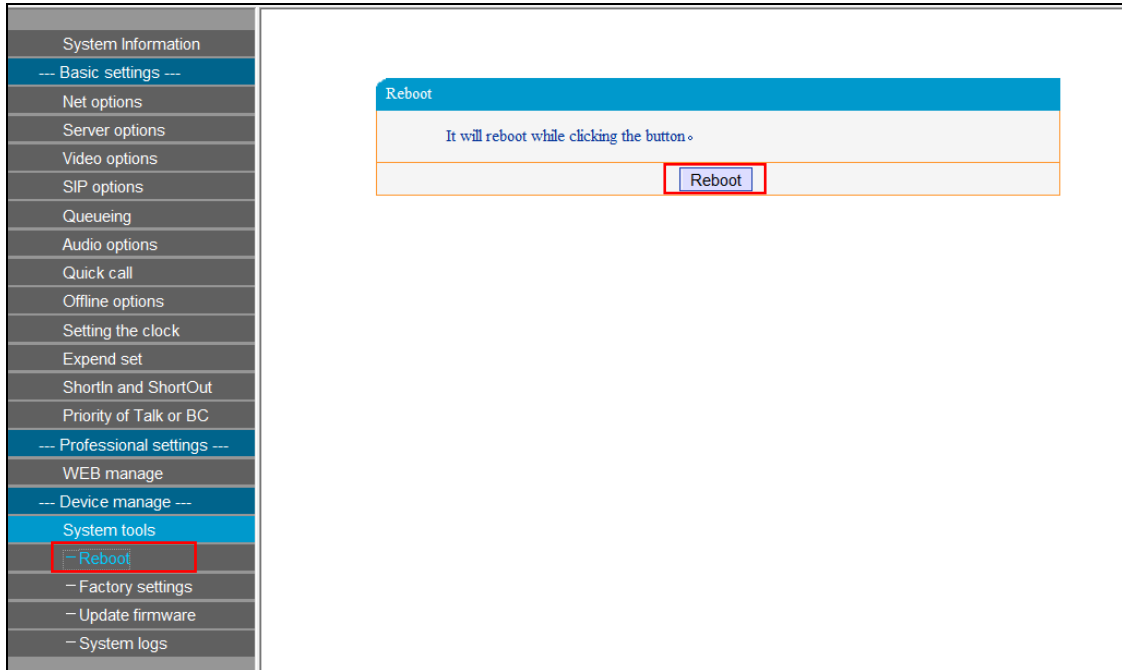 System Information
--- Basic settings ---
Net options
Server options
Video options
SIP options
Queueing
Audio options
Quick call
Offline options
Setting the clock
Expend set
ShortIn and ShortOut
Priority of Talk or BC
--- Professional settings ---
WEB manage
--- Device manage ---
System tools
－Reboot
－Factory settings
－Update firmware
－System logs
Reboot
It will reboot while clicking the button。
Reboot